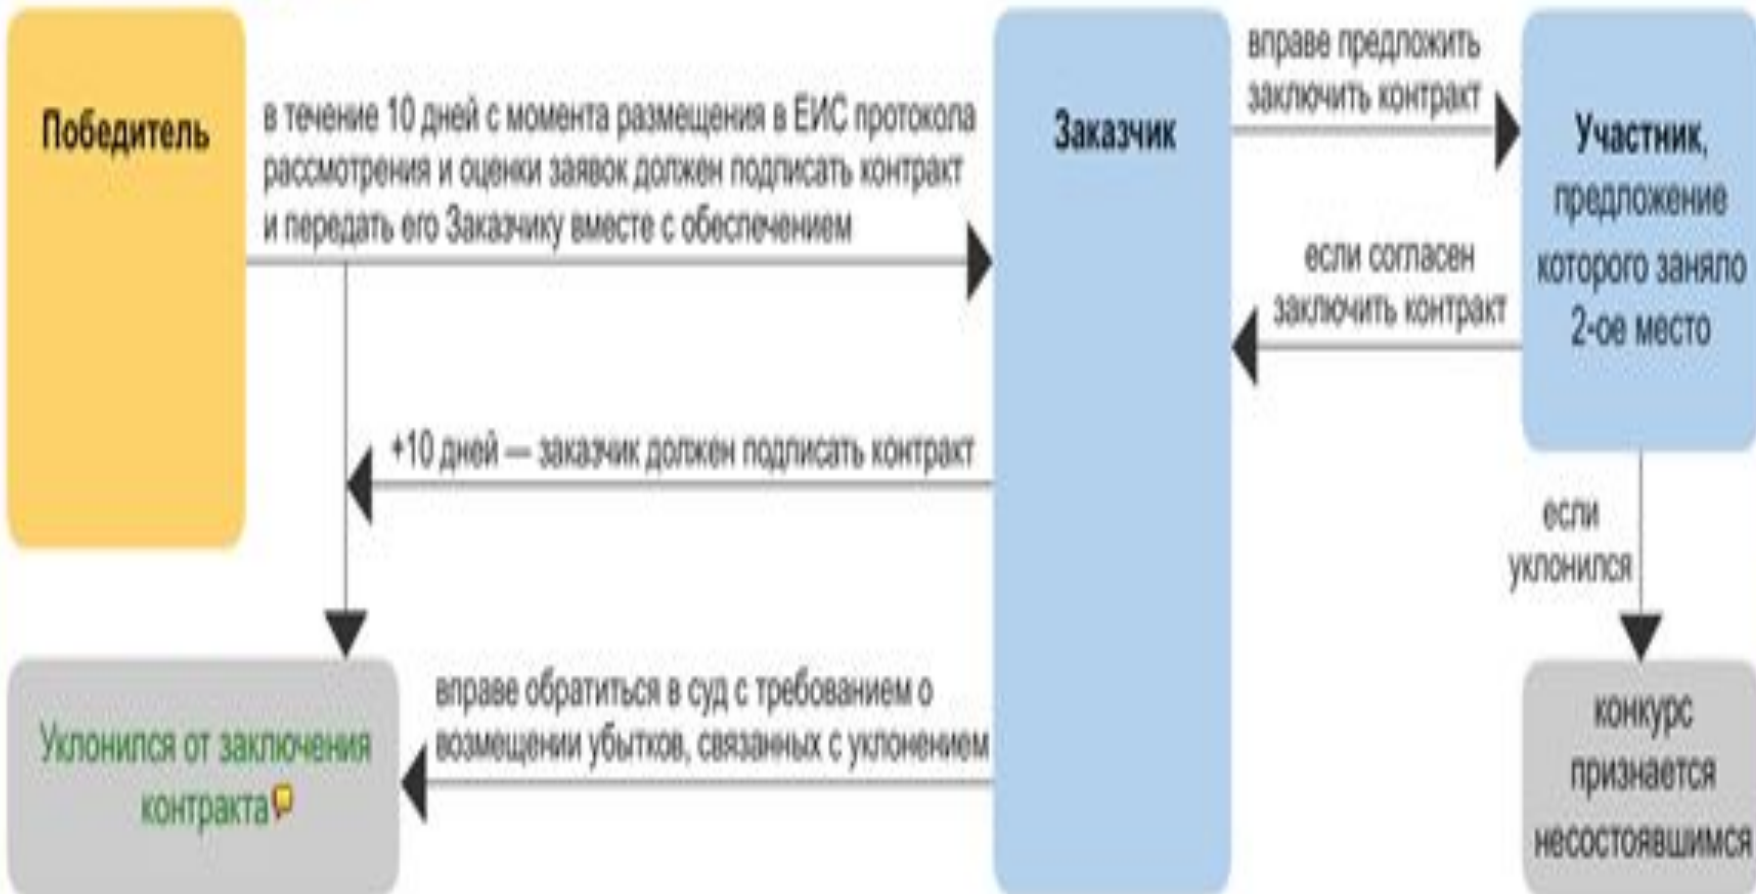 Победитель
в течение 10 дней с момента размещения в ЕИС протокола
рассмотрения и оценки заявок должен подписать контракт
и передать его Заказчику вместе с обеспечением
Заказчик
вправе предложить
заключить контракт
Участник,
предложение
которого заняло
2-ое место
если согласен
заключить контракт
+10 дней — заказчик должен подписать контракт
если
уклонился
Уклонился от заключения
контракта
вправе обратиться в суд с требованием о
возмещении убытков, связанных с уклонением
конкурс
признается
несостоявшимся